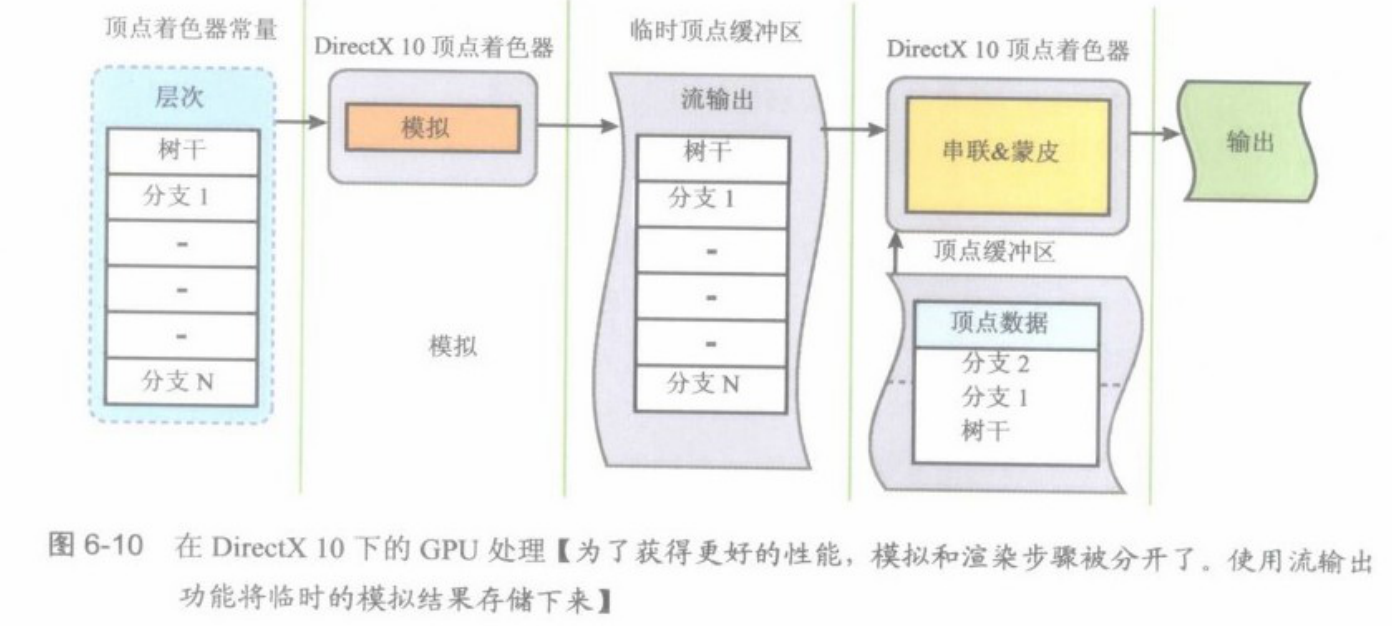 顶点着色器常量
层次
树干
分支 1
-
-
-
分支 N
DirectX 10 顶点着色器
模拟
模拟
临时顶点缓冲区
流输出
树干
分支 1
-
-
-
分支 N
DirectX 10 顶点着色器
串联&蒙皮
顶点缓冲区
顶点数据
分支 2
分支 1
树干
输出
图 6-10 在 DirectX 10 下的 GPU 处理【为了获得更好的性能，模拟和渲染步骤被分开了。使用流输出
功能将临时的模拟结果存储下来】